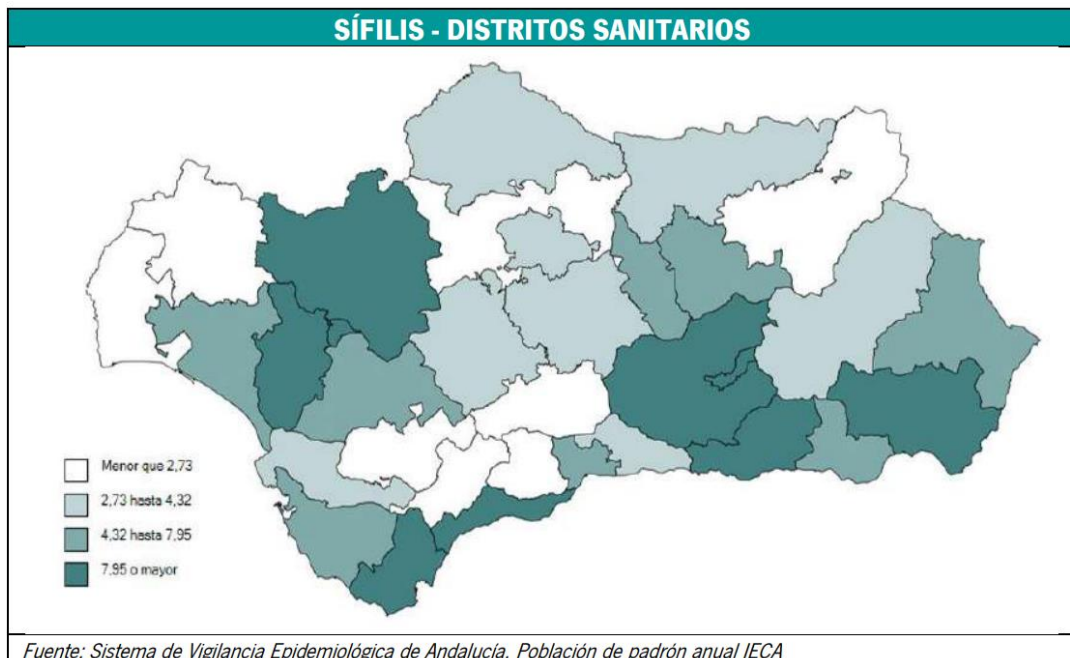 SÍFILIS - DISTRITOS SANITARIOS
Menor que 2,73
2,73 hasta 4,32
4,32 hasta 7,95
7,95 o mayor
Fuente: Sistema de Vigilancia Epidemiológica de Andalucía. Población de padrón anual IECA